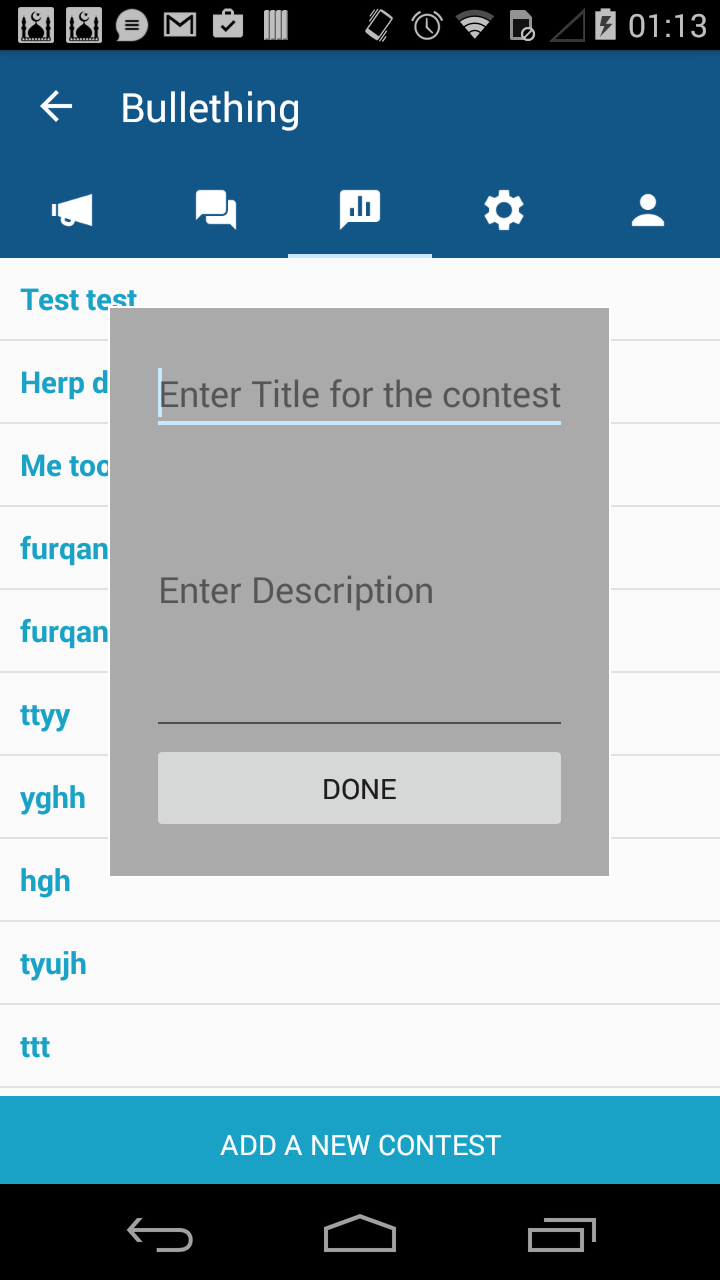 01:13
Bullething
Test test
Herp d
Me too
furqan
furqan
ttyy
yghh
hgh
tyujh
ttt
Enter Title for the contest
Enter Description
DONE
ADD A NEW CONTEST